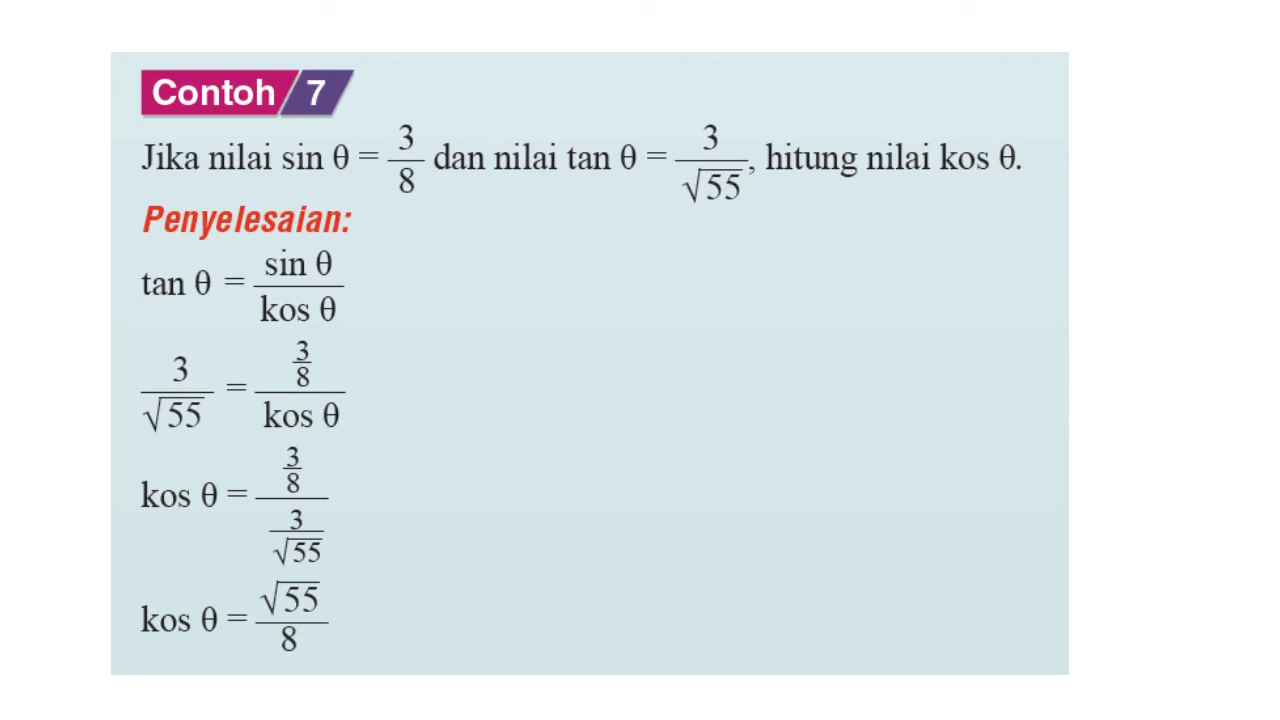 Contoh 7
Jika nilai sin θ = 3/8 dan nilai tan θ = 3/√55, hitung nilai kos θ.
Penyelesaian:
tan θ = sin θ/kos θ
3/√55 = (3/8)/kos θ
kos θ = (3/8)/(3/√55)
kos θ = √55/8